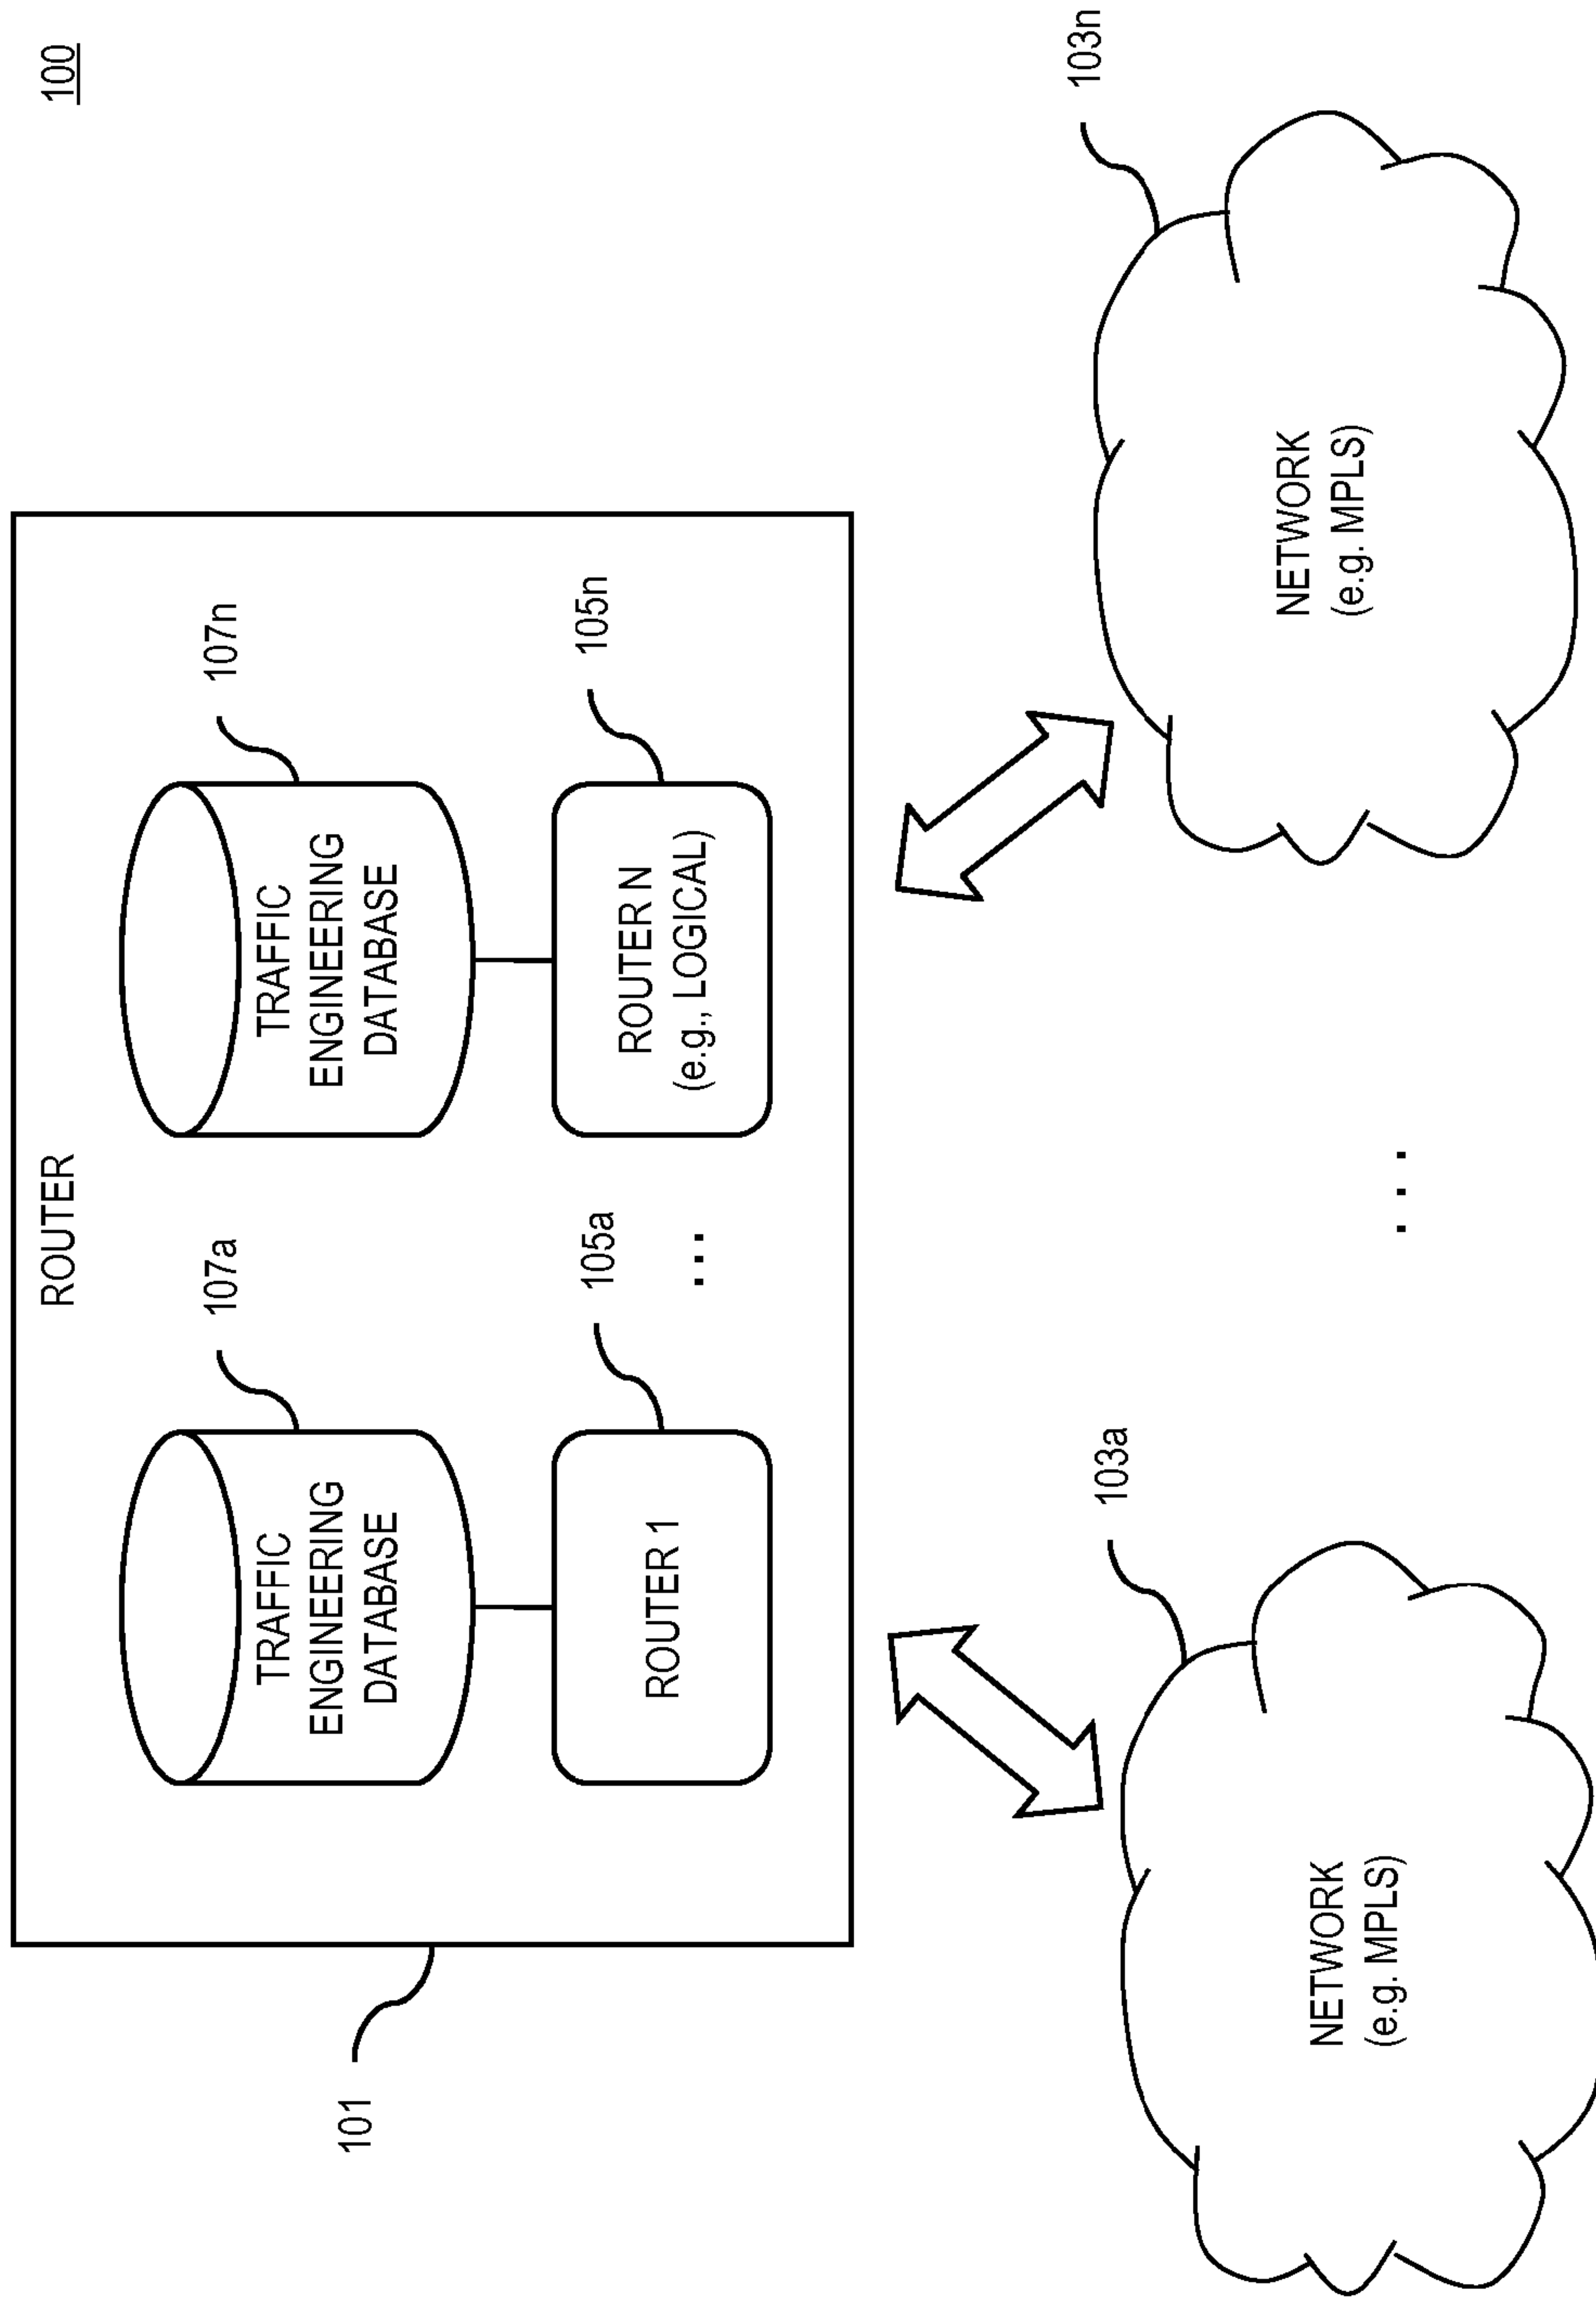 100
ROUTER
107a
107n
TRAFFIC
ENGINEERING
DATABASE
TRAFFIC
ENGINEERING
DATABASE
105a
105n
ROUTER 1
ROUTER N
(e.g., LOGICAL)
...
101
103a
103n
NETWORK
(e.g. MPLS)
...
NETWORK
(e.g. MPLS)